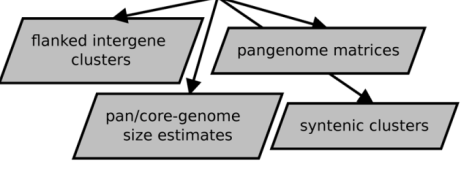 flanked intergene
clusters
pangenome matrices
pan/core-genome
size estimates
syntenic clusters